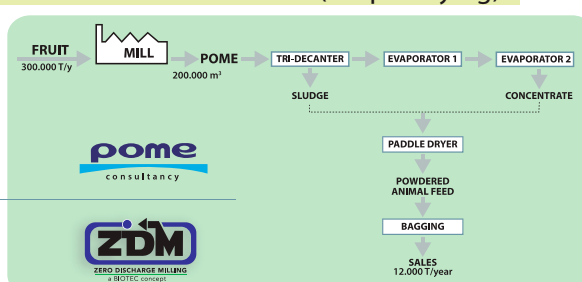 FRUIT
300.000 T/y
MILL
POME
200.000 m³
TRI-DECANTER
EVAPORATOR 1
EVAPORATOR 2
SLUDGE
CONCENTRATE
PADDLE DRYER
POWDERED
ANIMAL FEED
BAGGING
SALES
12.000 T/year
pome
consultancy
ZDM
ZERO DISCHARGE MILLING
a BIOTEC concept